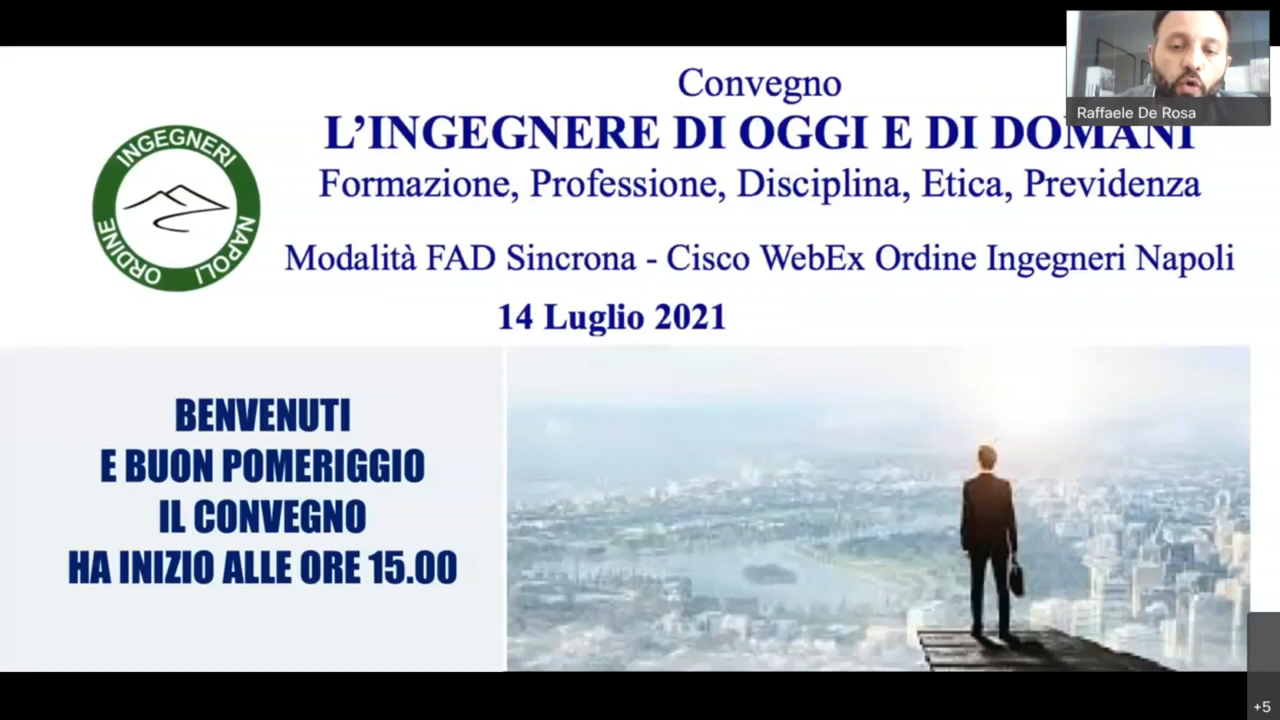 Convegno
L'INGEGNERE DI OGGI E DI DOMANI
Formazione, Professione, Disciplina, Etica, Previdenza
Modalità FAD Sincrona - Cisco WebEx Ordine Ingegneri Napoli
14 Luglio 2021
Raffaele De Rosa
INGEGNERI
NAPOLI
ORDINE
BENVENUTI
E BUON POMERIGGIO
IL CONVEGNO
HA INIZIO ALLE ORE 15.00
+5